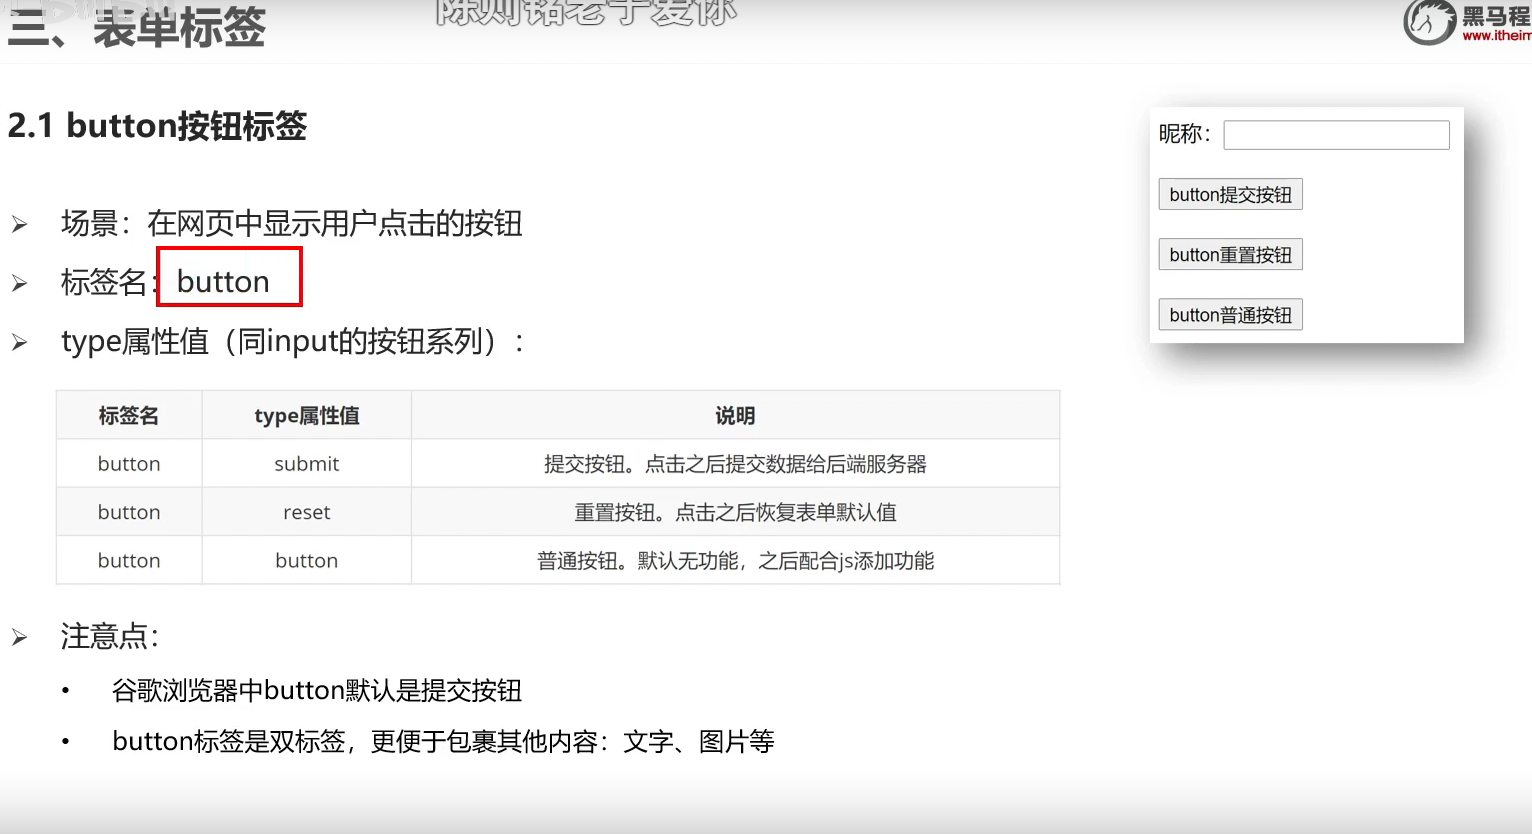 三、表单标签
陈则铭老子爱你
黑马程
www.itheim
2.1 button按钮标签
场景：在网页中显示用户点击的按钮
标签名：button
type属性值（同input的按钮系列）：
标签名 type属性值 说明
button submit 提交按钮。点击之后提交数据给后端服务器
button reset 重置按钮。点击之后恢复表单默认值
button button 普通按钮。默认无功能，之后配合js添加功能
注意点：
• 谷歌浏览器中button默认是提交按钮
• button标签是双标签，更便于包裹其他内容：文字、图片等
昵称：
button提交按钮
button重置按钮
button普通按钮